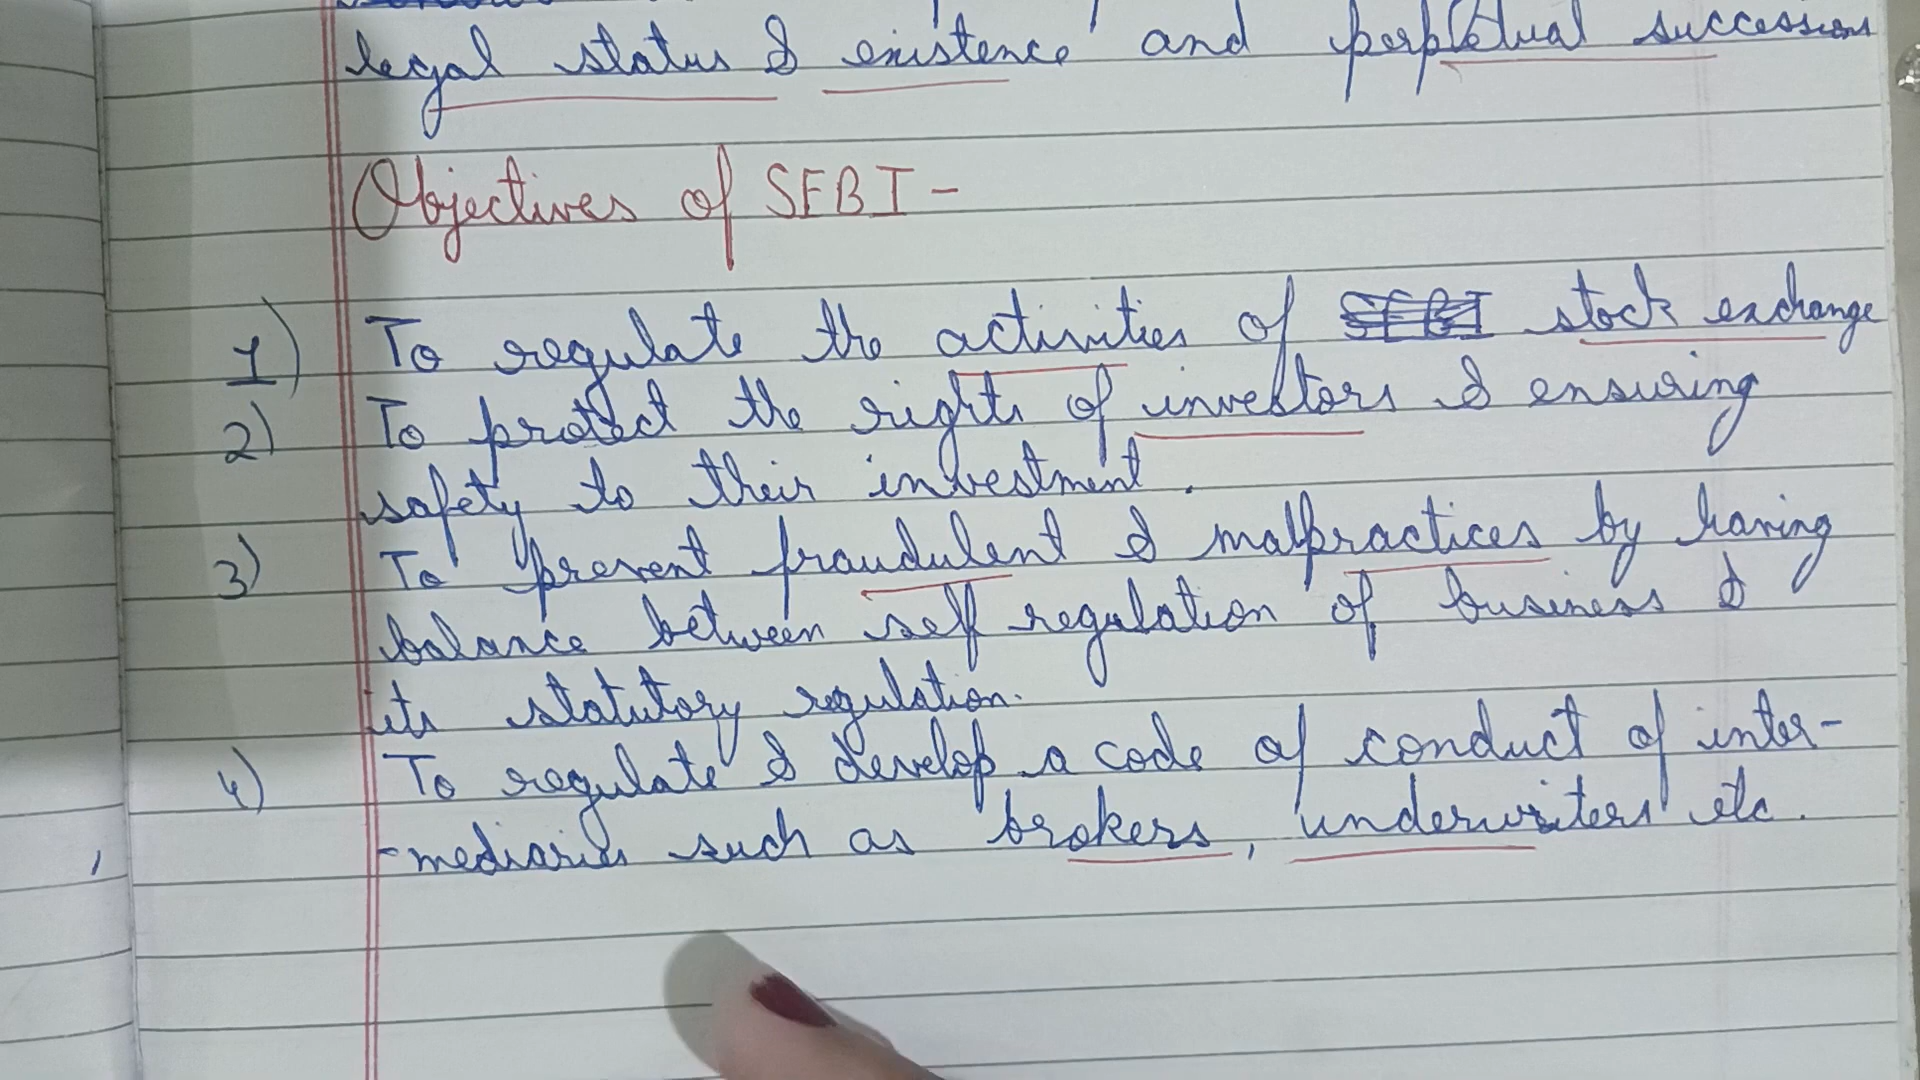 legal status & existence and perpetual succession
Objectives of SEBI -
1) To regulate the activities of SEBI stock exchange
2) To protect the rights of investors & ensuring
safety to their investment.
3) To prevent fraudulent & malpractices by having
balance between self regulation of business &
its statutory regulation.
4) To regulate & develop a code of conduct of inter-
-mediaries such as brokers, underwriters etc.